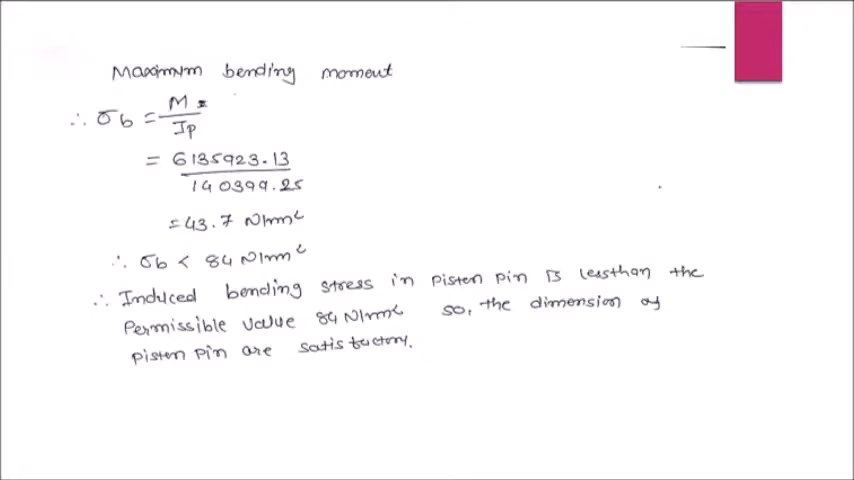 Maximum bending moment
∴ σb = M z / Ip
= 6135923.13 / 140399.25
= 43.7 N/mm²
∴ σb < 84 N/mm²
∴ Induced bending stress in piston pin is lessthan the
Permissible value 84 N/mm² so, the dimension of
piston pin are satisfactory.